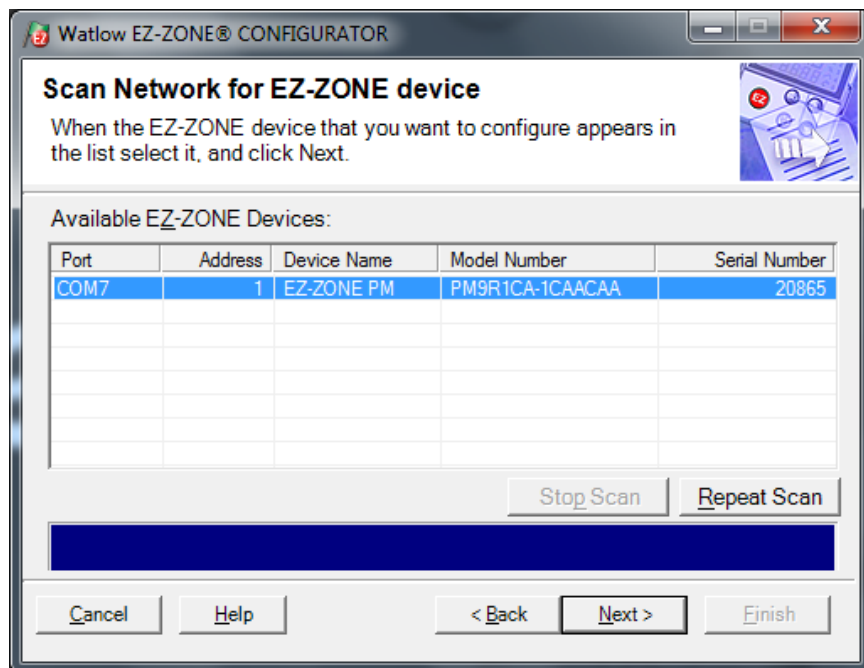 Watlow EZ-ZONE® CONFIGURATOR
Scan Network for EZ-ZONE device
When the EZ-ZONE device that you want to configure appears in
the list select it, and click Next.
EZ
Available EZ-ZONE Devices:
Port Address Device Name Model Number Serial Number
COM7 1 EZ-ZONE PM PM9R1CA-1CAACAA 20865
Stop Scan Repeat Scan
Cancel Help < Back Next > Finish